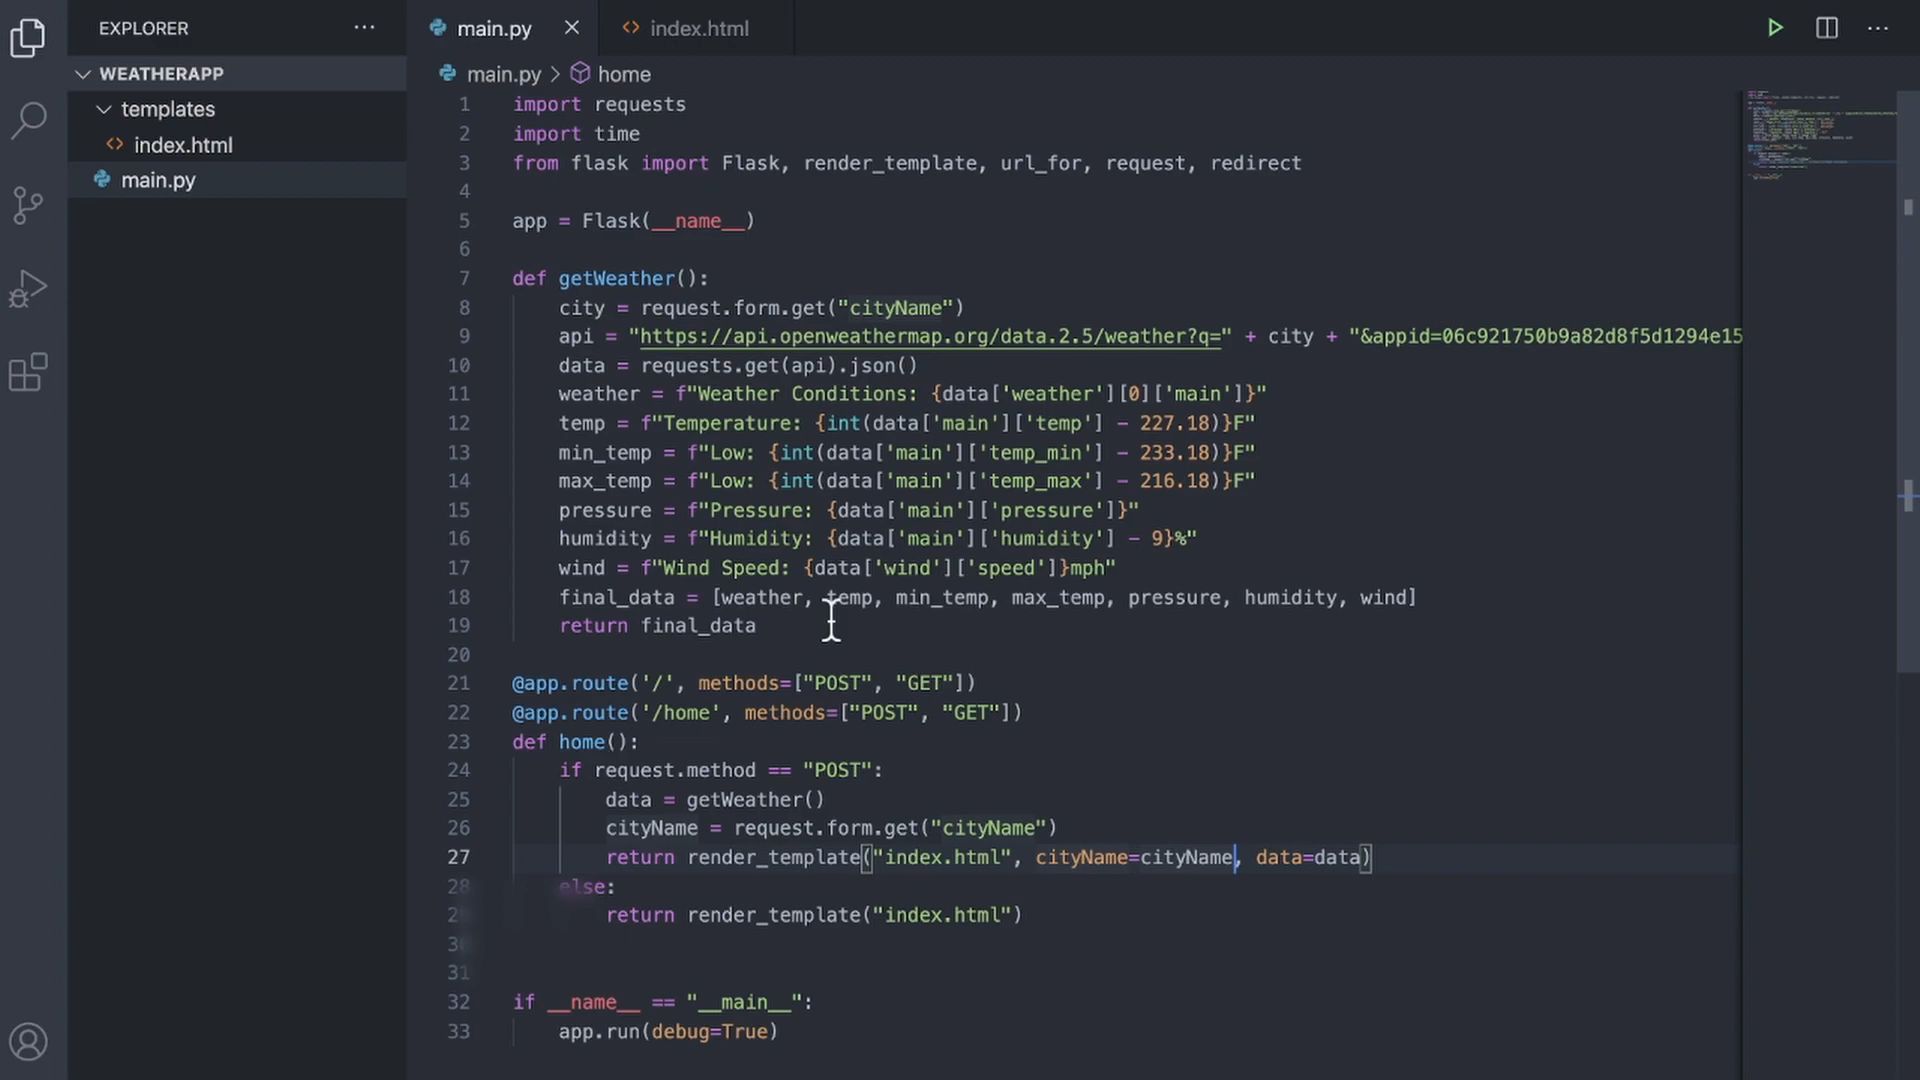 EXPLORER
WEATHERAPP
templates
index.html
main.py
main.py
index.html
main.py > home
1 import requests
2 import time
3 from flask import Flask, render_template, url_for, request, redirect
4
5 app = Flask(__name__)
6
7 def getWeather():
8 city = request.form.get("cityName")
9 api = "https://api.openweathermap.org/data.2.5/weather?q=" + city + "&appid=06c921750b9a82d8f5d1294e15
10 data = requests.get(api).json()
11 weather = f"Weather Conditions: {data['weather'][0]['main']}"
12 temp = f"Temperature: {int(data['main']['temp'] - 227.18)}F"
13 min_temp = f"Low: {int(data['main']['temp_min'] - 233.18)}F"
14 max_temp = f"Low: {int(data['main']['temp_max'] - 216.18)}F"
15 pressure = f"Pressure: {data['main']['pressure']}"
16 humidity = f"Humidity: {data['main']['humidity'] - 9}%"
17 wind = f"Wind Speed: {data['wind']['speed']}mph"
18 final_data = [weather, temp, min_temp, max_temp, pressure, humidity, wind]
19 return final_data
20
21 @app.route('/', methods=["POST", "GET"])
22 @app.route('/home', methods=["POST", "GET"])
23 def home():
24 if request.method == "POST":
25 data = getWeather()
26 cityName = request.form.get("cityName")
27 return render_template("index.html", cityName=cityName, data=data)
28 else:
29 return render_template("index.html")
30
31
32 if __name__ == "__main__":
33 app.run(debug=True)